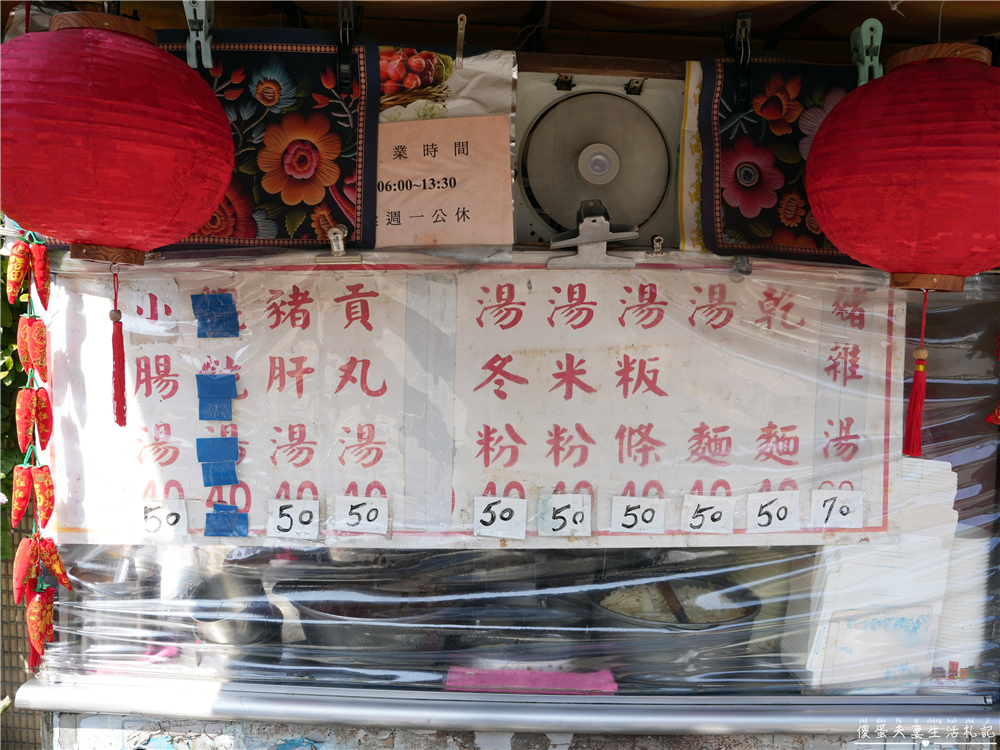 業時間
06:00~13:30
週一公休
豬雜湯 70
乾麵 50
湯麵 50
湯粄條 50
湯米粉 50
湯冬粉 50
貢丸湯 50
豬肝湯 50
小腸湯 50
傻蛋夫妻生活札記